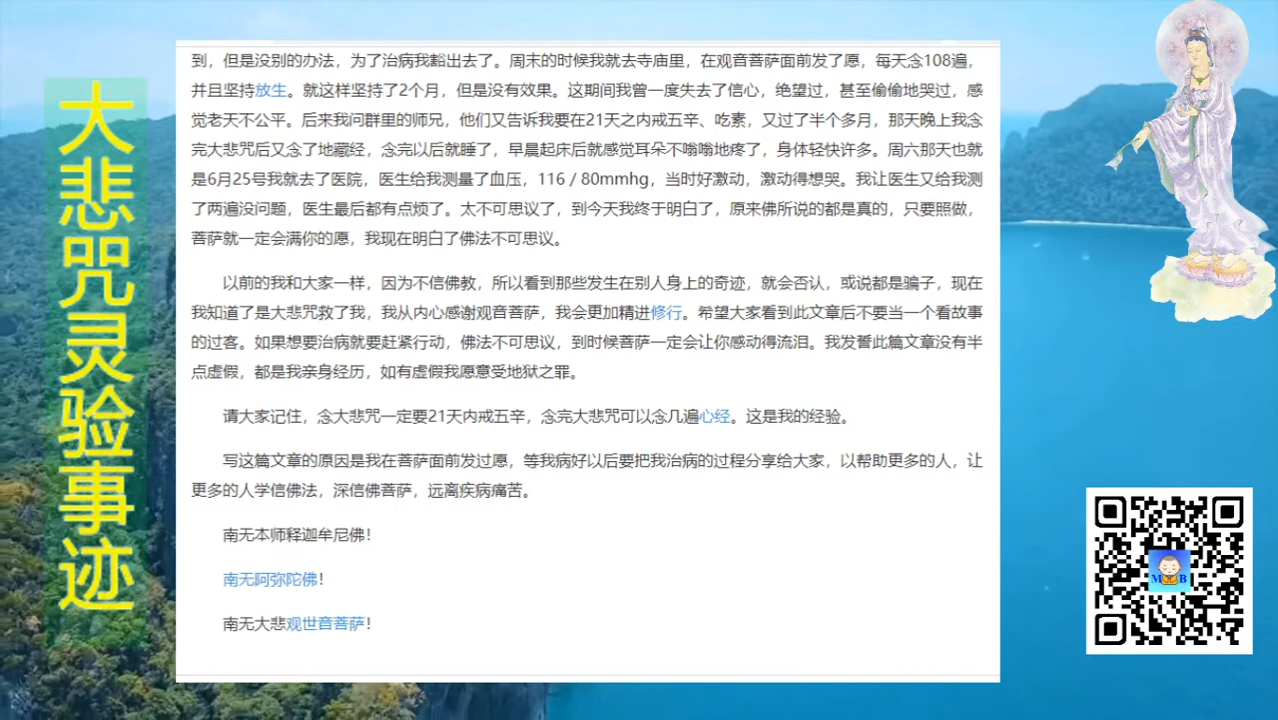 大悲咒灵验事迹
到，但是没别的办法，为了治病我豁出去了。周末的时候我就去寺庙里，在观音菩萨面前发了愿，每天念108遍，
并且坚持放生。就这样坚持了2个月，但是没有效果。这期间我曾一度失去了信心，绝望过，甚至偷偷地哭过，感
觉老天不公平。后来我问群里的师兄，他们又告诉我要在21天之内戒五辛、吃素，又过了半个多月，那天晚上我念
完大悲咒后又念了地藏经，念完以后就睡了，早晨起床后就感觉耳朵不嗡嗡地疼了，身体轻快许多。周六那天也就
是6月25号我就去了医院，医生给我测量了血压，116 / 80mmhg，当时好激动，激动得想哭。我让医生又给我测
了两遍没问题，医生最后都有点烦了。太不可思议了，到今天我终于明白了，原来佛所说的都是真的，只要照做，
菩萨就一定会满你的愿，我现在明白了佛法不可思议。
以前的我和大家一样，因为不信佛教，所以看到那些发生在别人身上的奇迹，就会否认，或说都是骗子，现在
我知道了是大悲咒救了我，我从内心感谢观音菩萨，我会更加精进修行。希望大家看到此文章后不要当一个看故事
的过客。如果想要治病就要赶紧行动，佛法不可思议，到时候菩萨一定会让你感动得流泪。我发誓此篇文章没有半
点虚假，都是我亲身经历，如有虚假我愿意受地狱之罪。
请大家记住，念大悲咒一定要21天内戒五辛，念完大悲咒可以念几遍心经。这是我的经验。
写这篇文章的原因是我在菩萨面前发过愿，等我病好以后要把我治病的过程分享给大家，以帮助更多的人，让
更多的人学信佛法，深信佛菩萨，远离疾病痛苦。
南无本师释迦牟尼佛！
南无阿弥陀佛！
南无大悲观世音菩萨！
M B